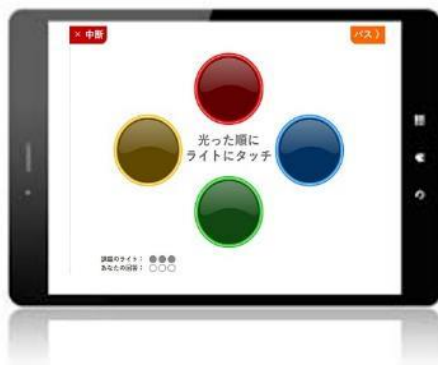 × 中断
パス 〉
光った順に
ライトにタッチ
課題のライト：
あなたの回答：